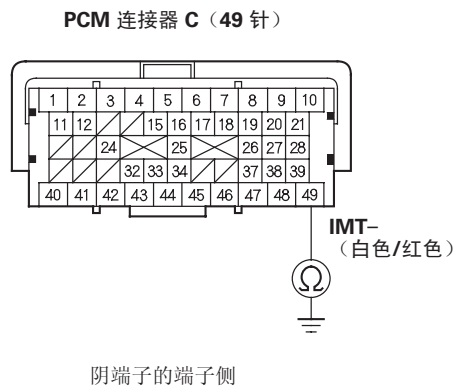 PCM 连接器 C（49 针）
1 2 3 4 5 6 7 8 9 10
11 12 15 16 17 18 19 20 21
24 25 26 27 28
32 33 34 37 38 39
40 41 42 43 44 45 46 47 48 49
IMT–
（白色/红色）
Ω
阴端子的端子侧